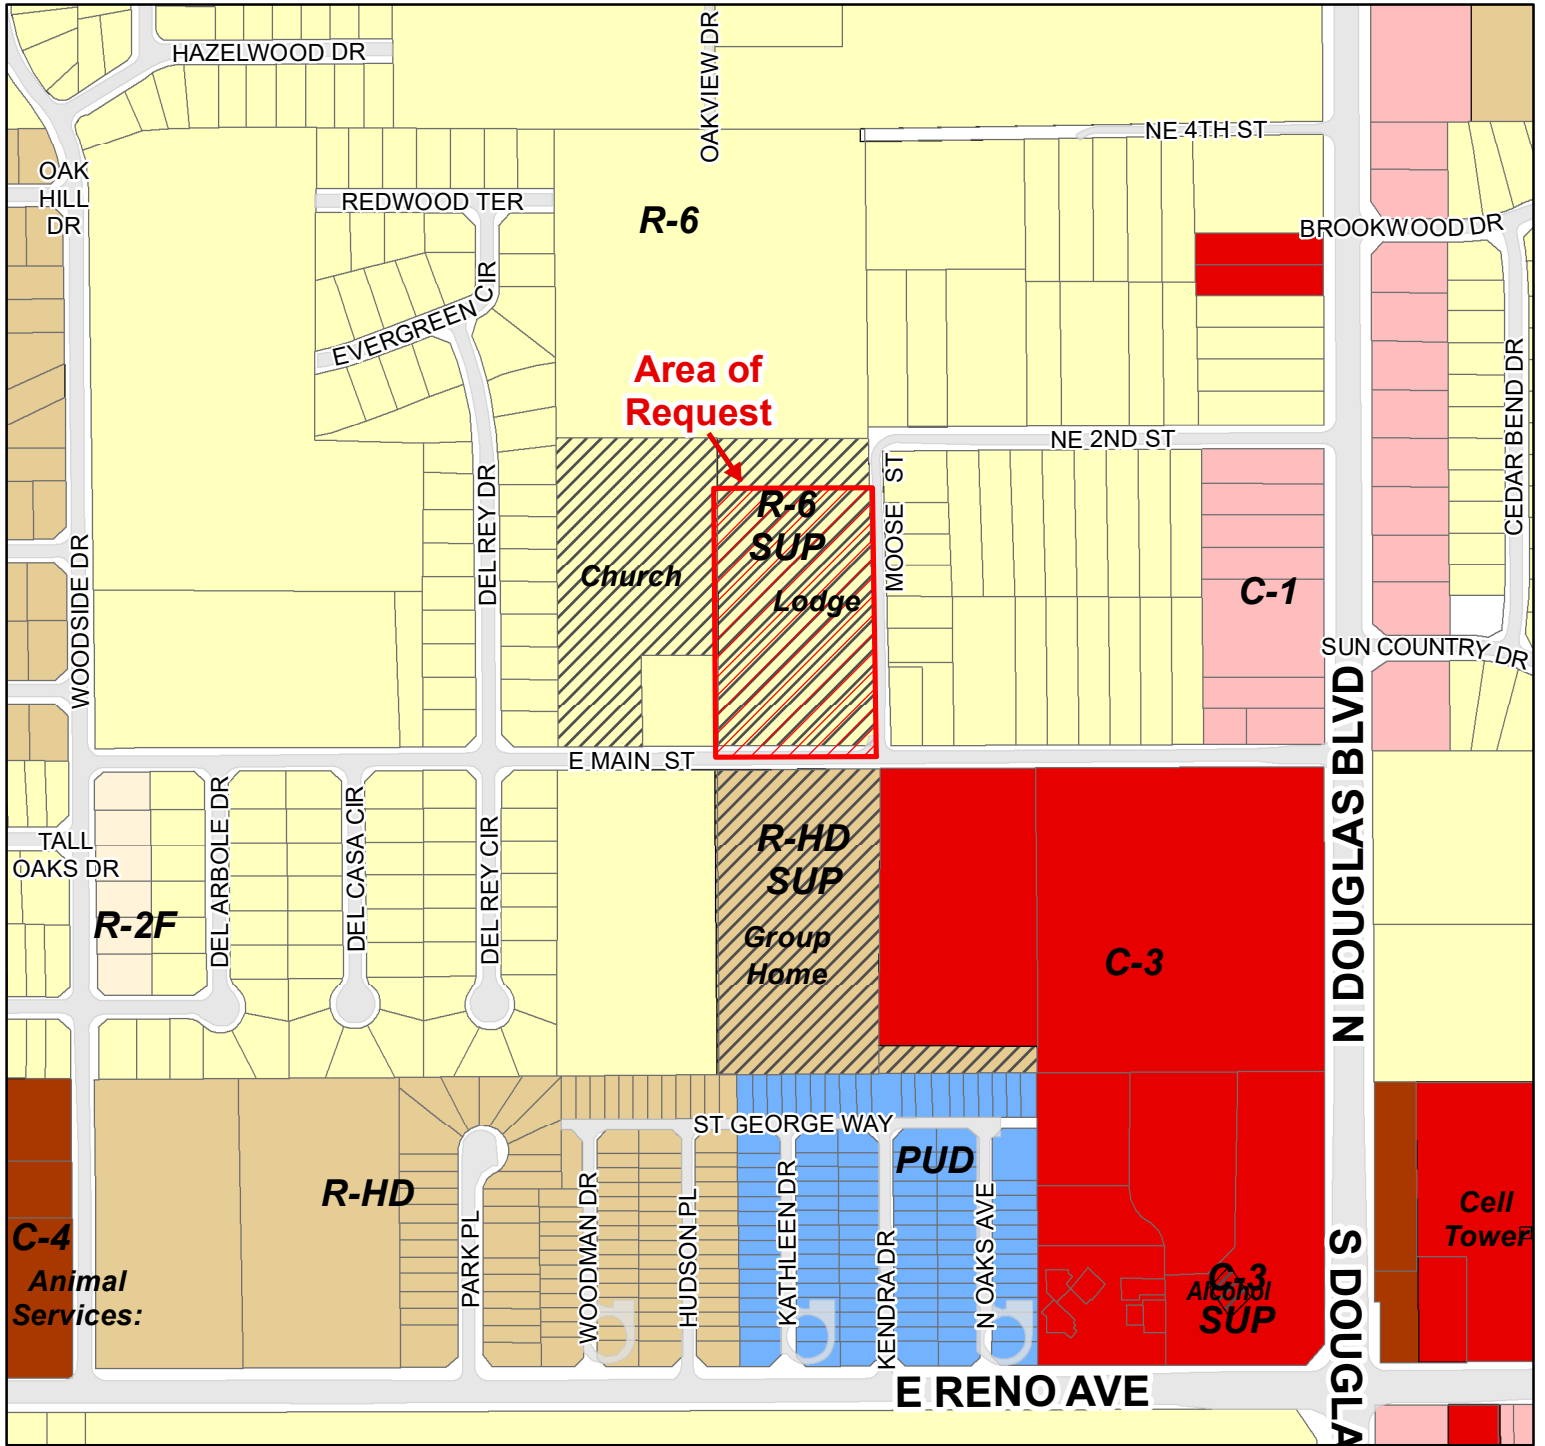 HAZELWOOD DR
OAKVIEW DR
NE 4TH ST
OAK
HILL
DR
REDWOOD TER
R-6
BROOKWOOD DR
EVERGREEN CIR
Area of
Request
CEDAR BEND DR
NE 2ND ST
DEL REY DR
MOOSE ST
R-6
SUP
Church
Lodge
C-1
WOODSIDE DR
SUN COUNTRY DR
E MAIN ST
N DOUGLAS BLVD
TALL
OAKS DR
R-2F
DEL ARBOLE DR
DEL CASA CIR
DEL REY CIR
R-HD
SUP
Group
Home
C-3
ST GEORGE WAY
PUD
R-HD
PARK PL
WOODMAN DR
HUDSON PL
KATHLEEN DR
KENDRA DR
N OAKS AVE
C-4
Animal
Services:
C-3
Alcohol
SUP
Cell
Tower
S DOUGLA
E RENO AVE